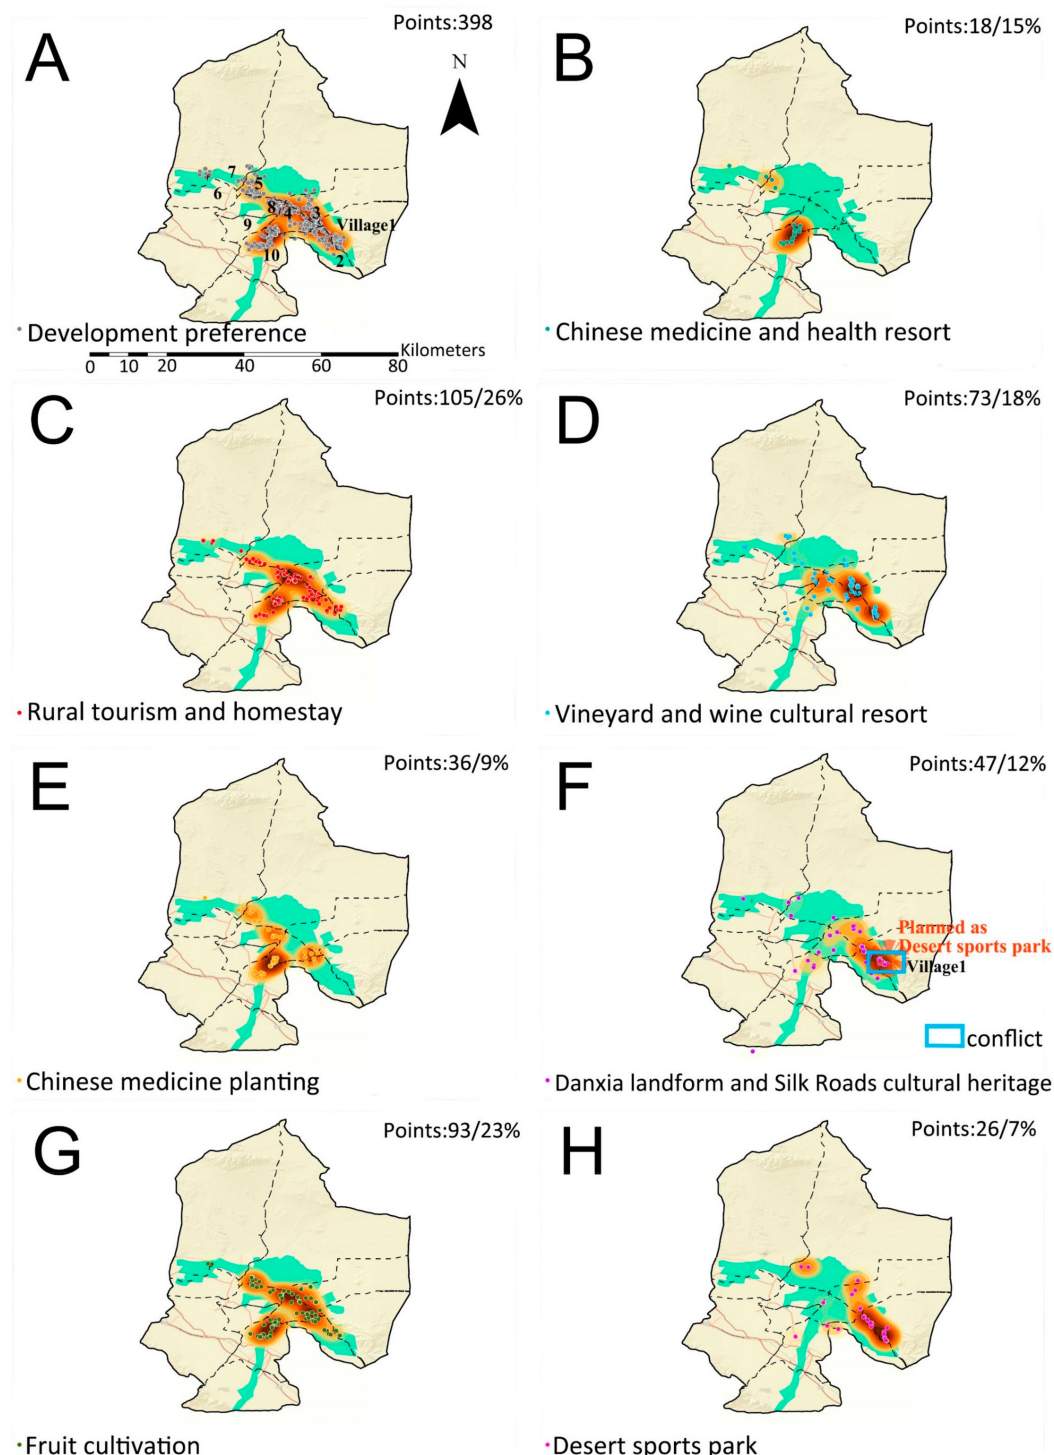 A
Points:398
N
7
5
6
8
4
3
Village1
9
10
2
Development preference
Kilometers
0 10 20 40 60 80
B
Points:18/15%
Chinese medicine and health resort
C
Points:105/26%
Rural tourism and homestay
D
Points:73/18%
Vineyard and wine cultural resort
E
Points:36/9%
Chinese medicine planting
F
Points:47/12%
Planned as
Desert sports park
Village1
conflict
Danxia landform and Silk Roads cultural heritage
G
Points:93/23%
Fruit cultivation
H
Points:26/7%
Desert sports park